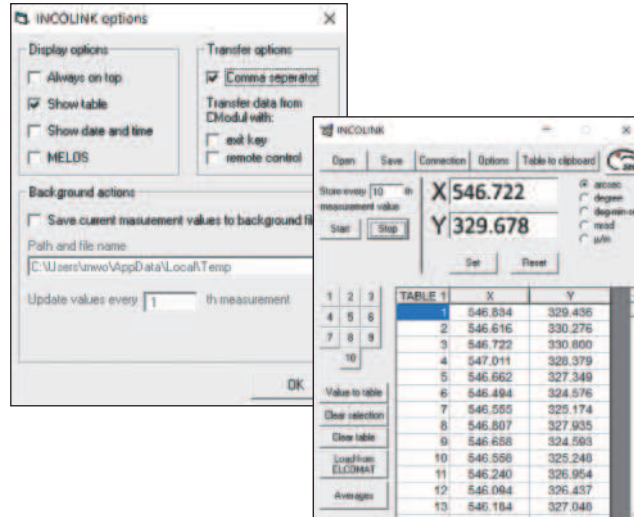 INCOLINK options
Display options
Always on top
Show table
Show date and time
MELOS
Transfer options
Comma seperator
Transfer data from
CModul with:
exit key
remote control
Background actions
Save current masurement values to background fil
Path and file name
C:\Users\mwo\AppData\Local\Temp
Update values every 1 th measurement
OK
INCOLINK
Open Save Connection Options Table to clipboard
Store every 10 th
measurement value
Start Stop
X 546.722
Y 329.678
Set Reset
arcsec
degree
deg-min-
mrad
µ/m
1 2 3
4 5 6
7 8 9
10
Value to table
Clear selection
Clear table
Load from
ELCOMAT
Averages
TABLE 1 X Y
1 546.834 329.436
2 546.616 330.276
3 546.722 330.800
4 547.011 328.379
5 546.662 327.349
6 546.494 324.576
7 546.555 325.174
8 546.807 327.935
9 546.658 324.593
10 546.558 325.248
11 546.240 326.954
12 546.094 326.437
13 546.184 327.048